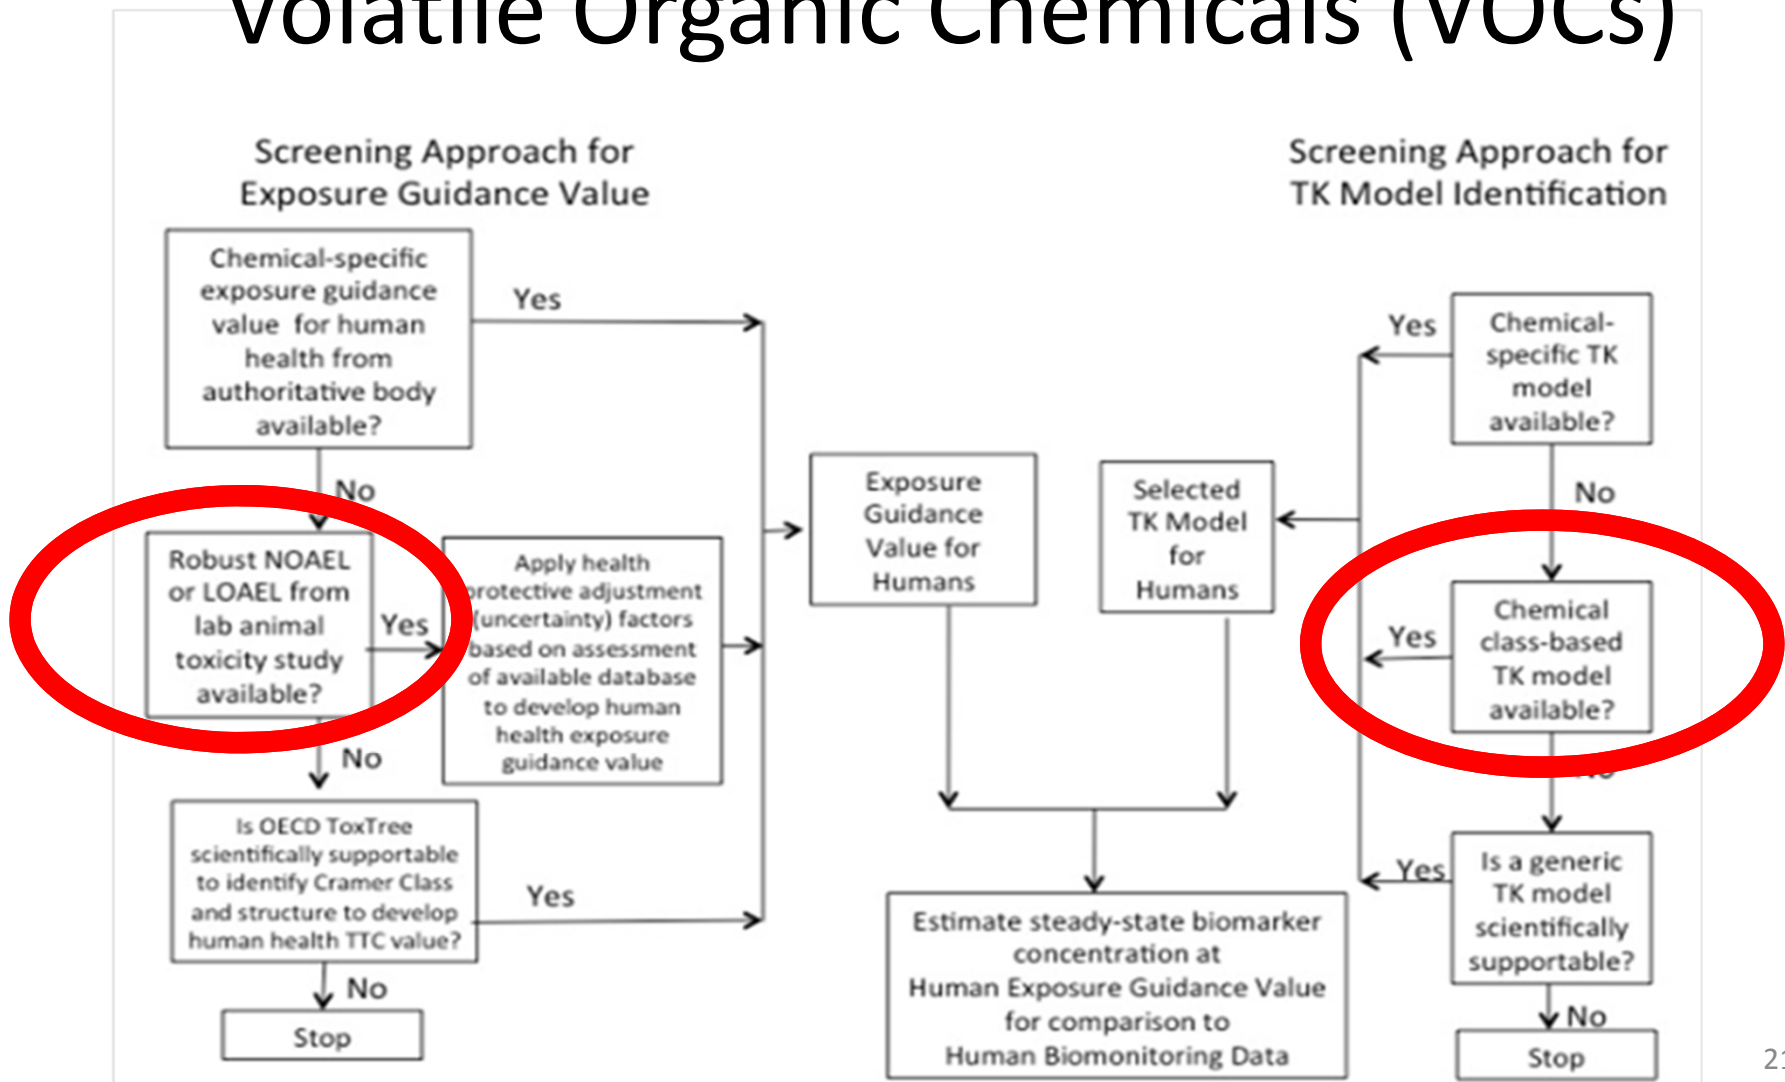 Volatile Organic Chemicals (VOCs)
Screening Approach for
Exposure Guidance Value
Chemical-specific
exposure guidance
value for human
health from
authoritative body
available?
Yes
No
Robust NOAEL
or LOAEL from
lab animal
toxicity study
available?
Yes
Apply health
protective adjustment
(uncertainty) factors
based on assessment
of available database
to develop human
health exposure
guidance value
No
Is OECD ToxTree
scientifically supportable
to identify Cramer Class
and structure to develop
human health TTC value?
Yes
No
Stop
Exposure
Guidance
Value for
Humans
Selected
TK Model
for
Humans
Estimate steady-state biomarker
concentration at
Human Exposure Guidance Value
for comparison to
Human Biomonitoring Data
Screening Approach for
TK Model Identification
Chemical-
specific TK
model
available?
Yes
No
Chemical
class-based
TK model
available?
Yes
No
Is a generic
TK model
scientifically
supportable?
Yes
No
Stop
21